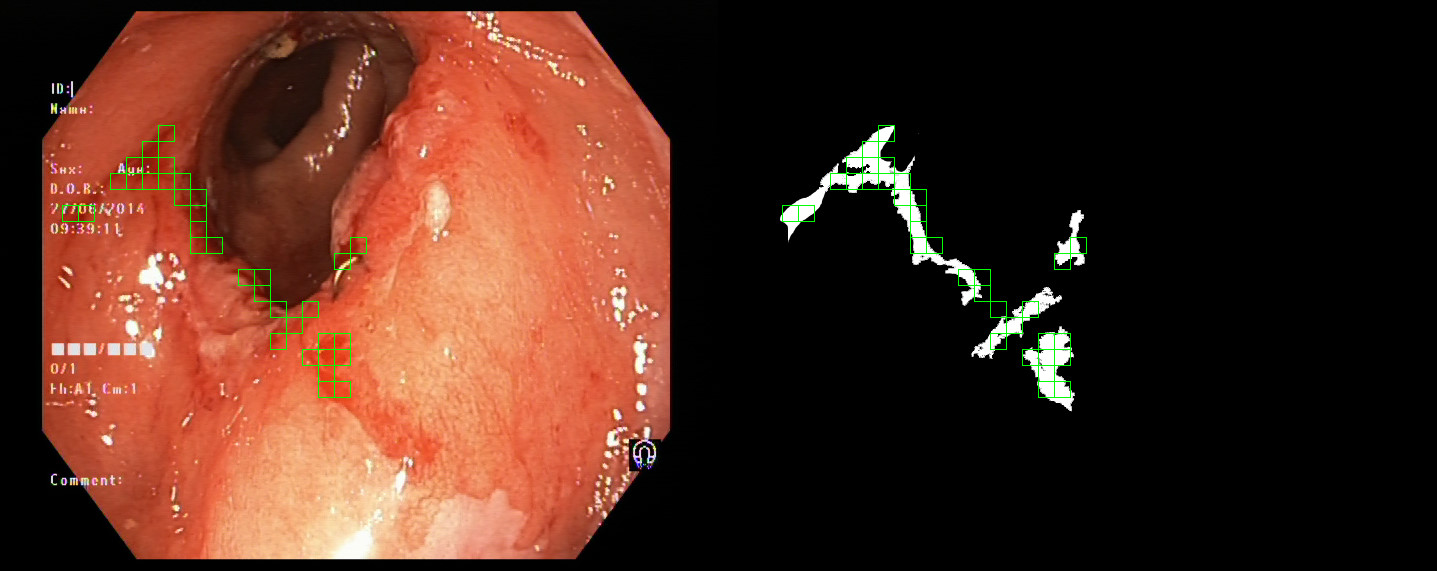 ID:
Name:
Sex: Age:
D.O.B.:
27/06/2014
09:39:11
■■■/■■■
0/1
Eh:A1 Cm:1
Comment: